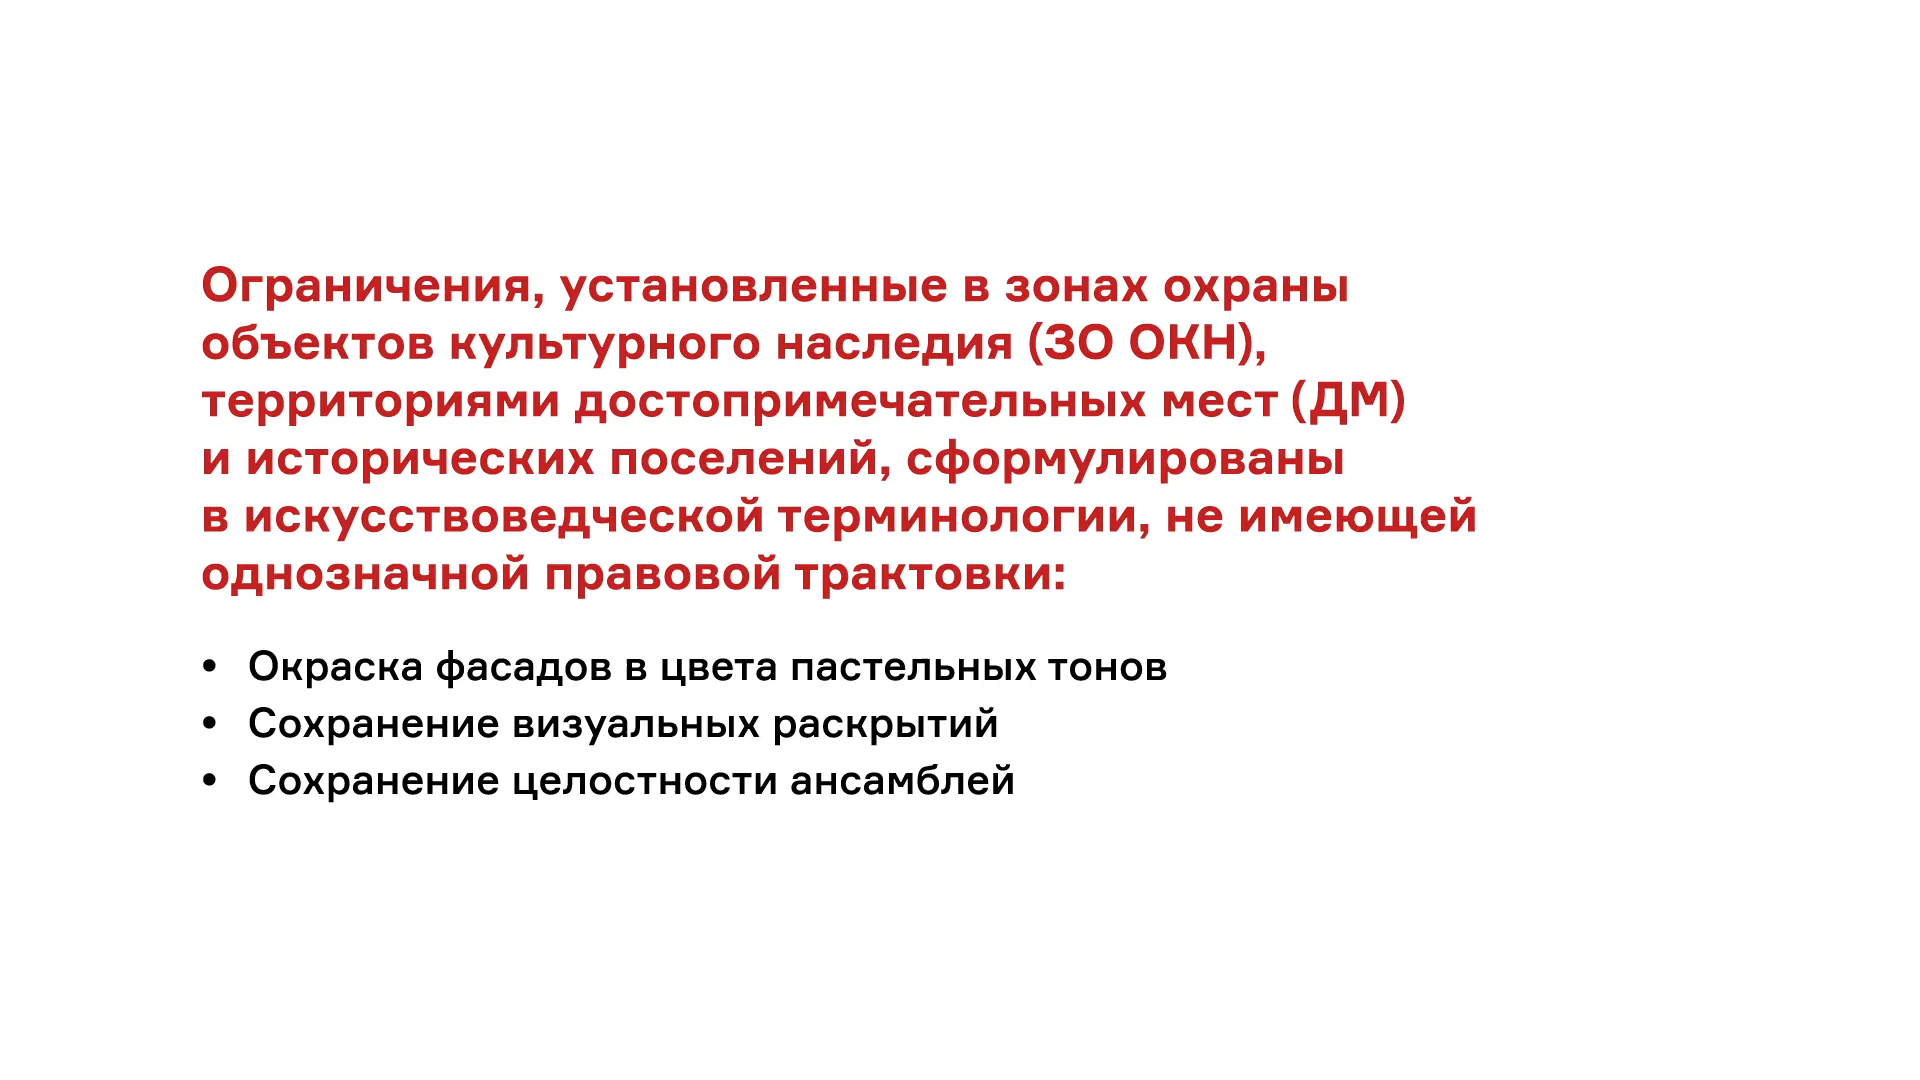 Ограничения, установленные в зонах охраны
объектов культурного наследия (ЗО ОКН),
территориями достопримечательных мест (ДМ)
и исторических поселений, сформулированы
в искусствоведческой терминологии, не имеющей
однозначной правовой трактовки:
• Окраска фасадов в цвета пастельных тонов
• Сохранение визуальных раскрытий
• Сохранение целостности ансамблей